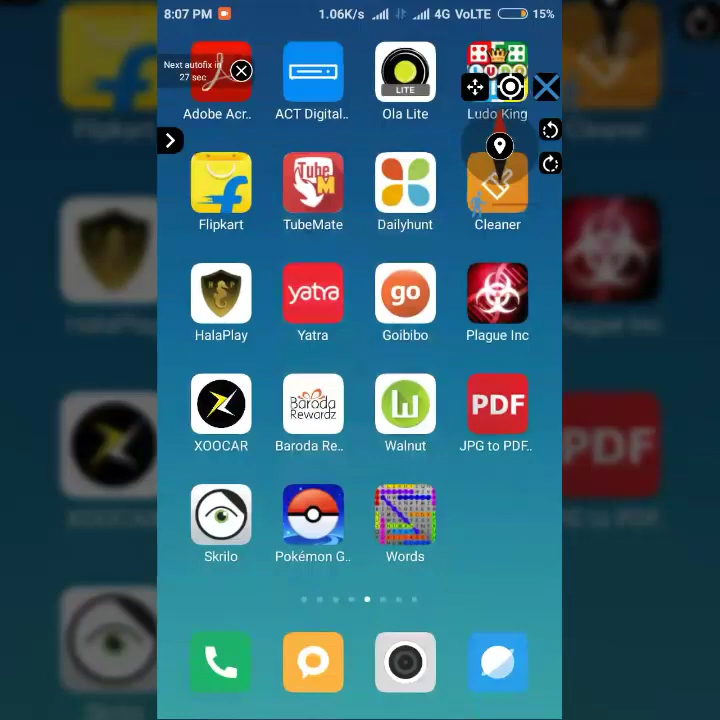 8:07 PM 1.06K/s 4G VoLTE 15%
Next autofix in
27 sec
LITE
Adobe Acr.. ACT Digital.. Ola Lite Ludo King
Tube
M
Flipkart TubeMate Dailyhunt Cleaner
yatra go
HalaPlay Yatra Goibibo Plague Inc
Baroda
Rewardz
PDF
XOOCAR Baroda Re.. Walnut JPG to PDF..
Skrilo Pokémon G.. Words